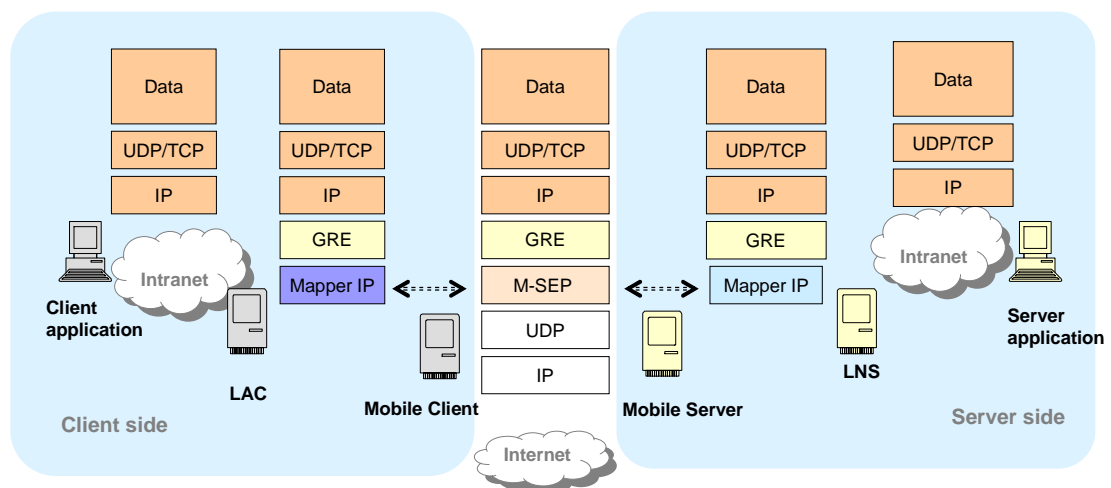 Data
UDP/TCP
IP
Client
application
Intranet
Data
UDP/TCP
IP
GRE
Mapper IP
LAC
Mobile Client
Client side
Data
UDP/TCP
IP
GRE
M-SEP
UDP
IP
Internet
Data
UDP/TCP
IP
GRE
Mapper IP
Mobile Server
LNS
Data
UDP/TCP
IP
Intranet
Server
application
Server side